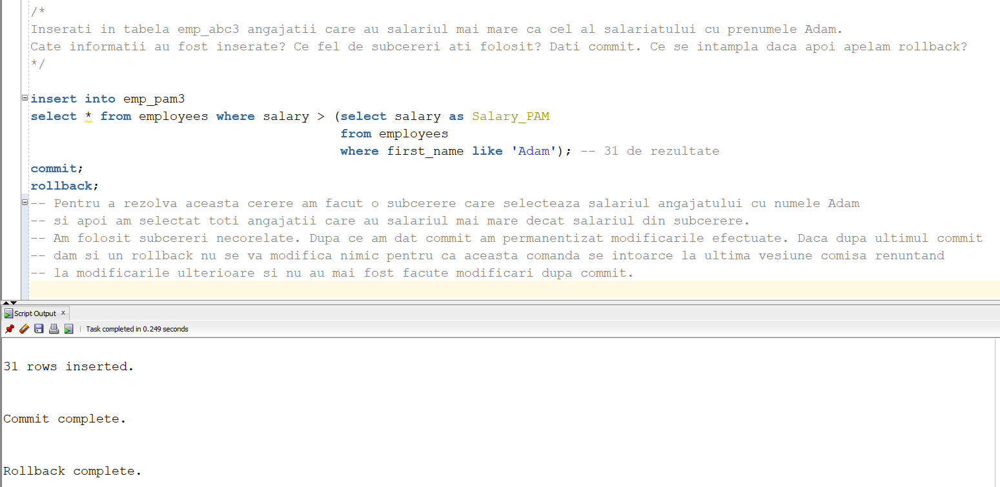 /*
Inserati in tabela emp_abc3 angajatii care au salariul mai mare ca cel al salariatului cu prenumele Adam.
Cate informatii au fost inserate? Ce fel de subcereri ati folosit? Dati commit. Ce se intampla daca apoi apelam rollback?
*/
insert into emp_pam3
select * from employees where salary > (select salary as Salary_PAM
from employees
where first_name like 'Adam'); -- 31 de rezultate
commit;
rollback;
-- Pentru a rezolva aceasta cerere am facut o subcerere care selecteaza salariul angajatului cu numele Adam
-- si apoi am selectat toti angajatii care au salariul mai mare decat salariul din subcerere.
-- Am folosit subcereri necorelate. Dupa ce am dat commit am permanentizat modificarile efectuate. Daca dupa ultimul commit
-- dam si un rollback nu se va modifica nimic pentru ca aceasta comanda se intoarce la ultima vesiune comisa renuntand
-- la modificarile ulterioare si nu au mai fost facute modificari dupa commit.
Script Output x
Task completed in 0.249 seconds
31 rows inserted.
Commit complete.
Rollback complete.